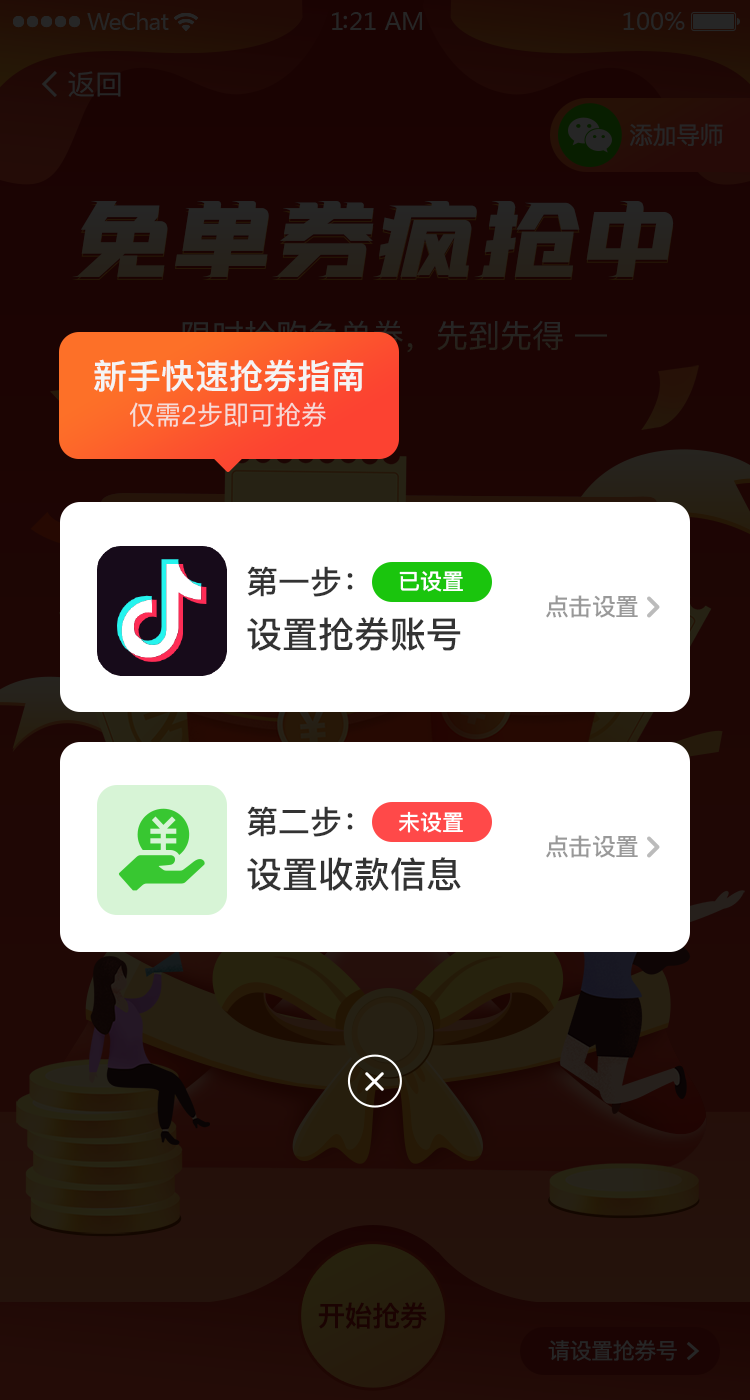 WeChat
1:21 AM
100%
返回
添加导师
免单券疯抢中
限时抢购免单券，先到先得 一
新手快速抢券指南
仅需2步即可抢券
第一步：
已设置
设置抢券账号
点击设置
第二步：
未设置
设置收款信息
点击设置
开始抢券
请设置抢券号